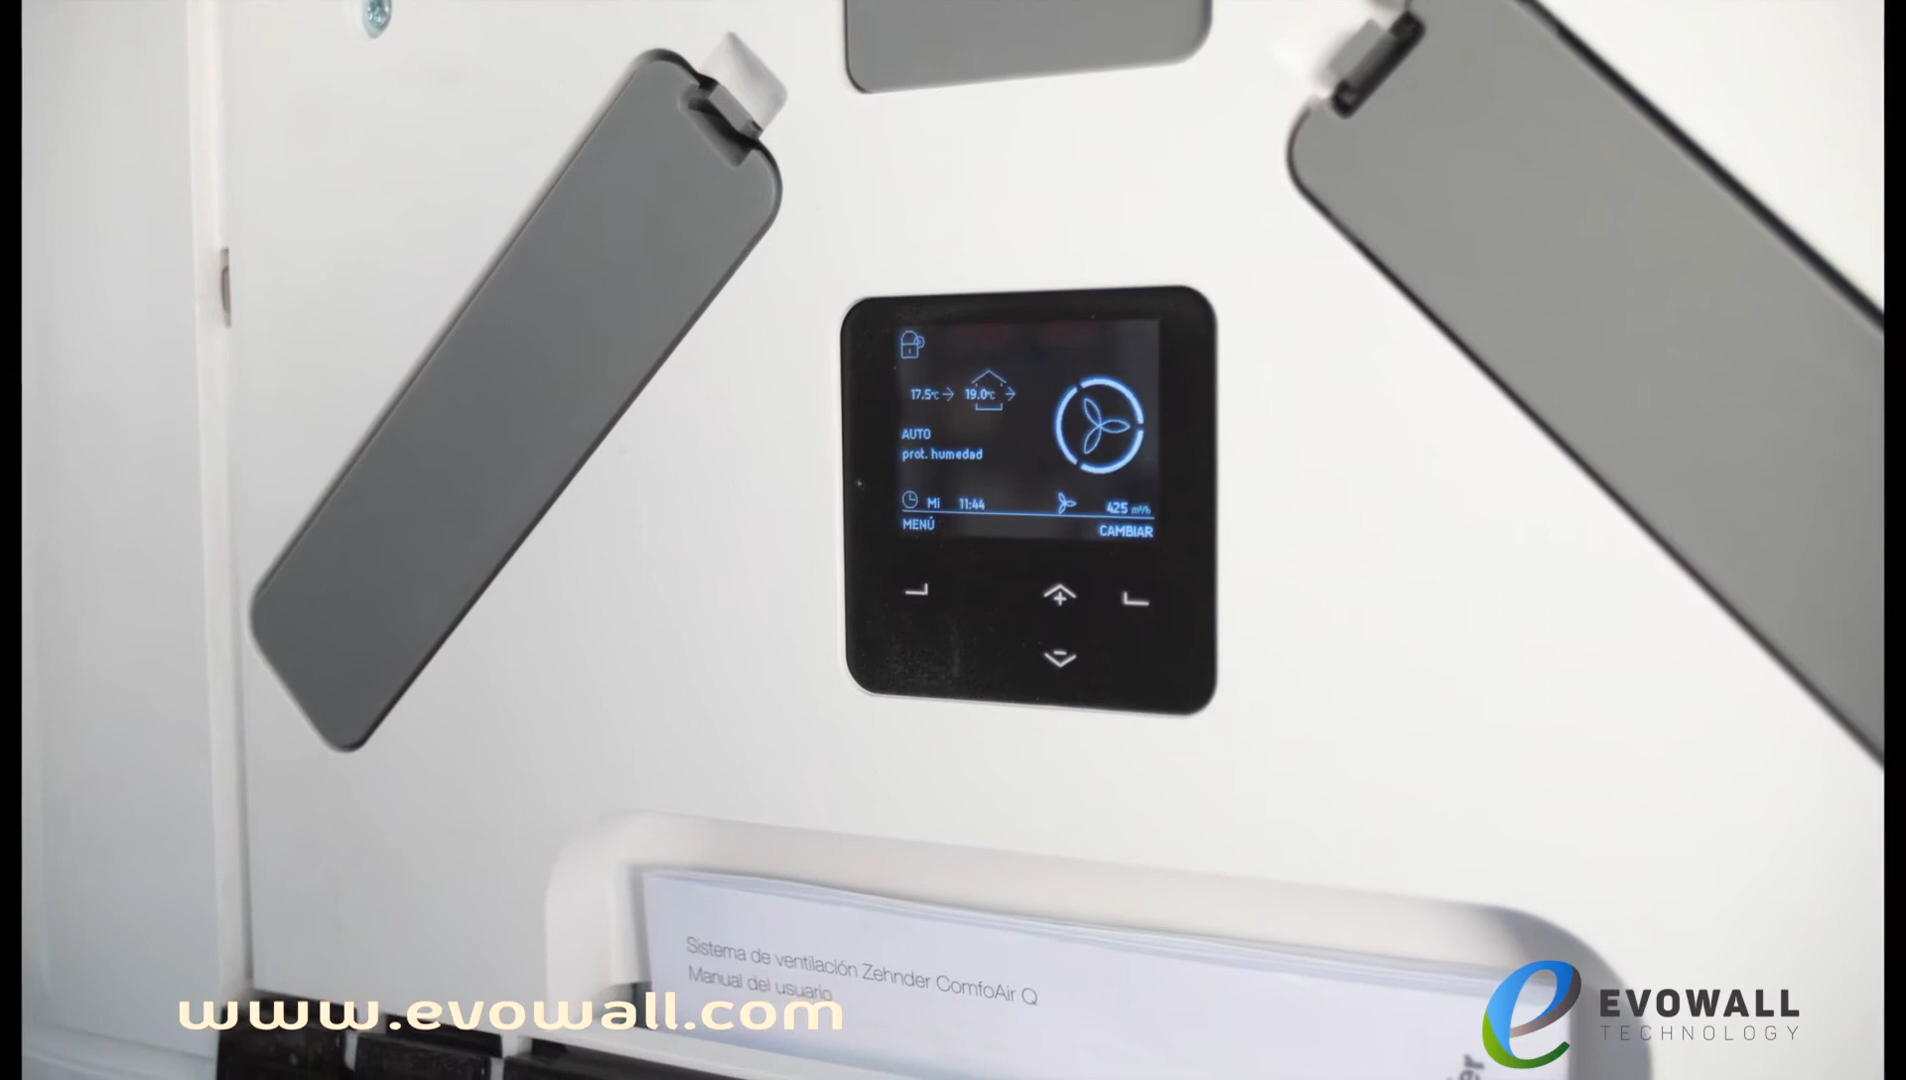 17.5°C 19.0°C
AUTO
prot. humedad
Mi 11:44 425 m³/h
MENÚ CAMBIAR
Sistema de ventilación Zehnder ComfoAir Q
Manual del usuario
www.evowall.com
EVOWALL
TECHNOLOGY